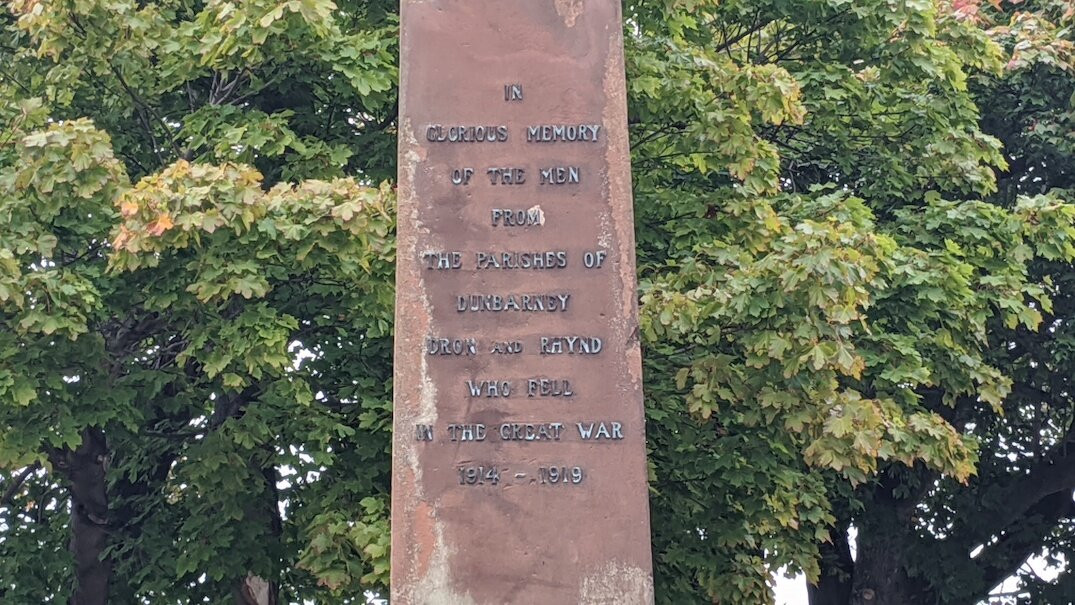 IN
GLORIOUS MEMORY
OF THE MEN
FROM
THE PARISHES OF
DUNBARNEY
DRON AND RHYND
WHO FELL
IN THE GREAT WAR
1914 ~ 1919